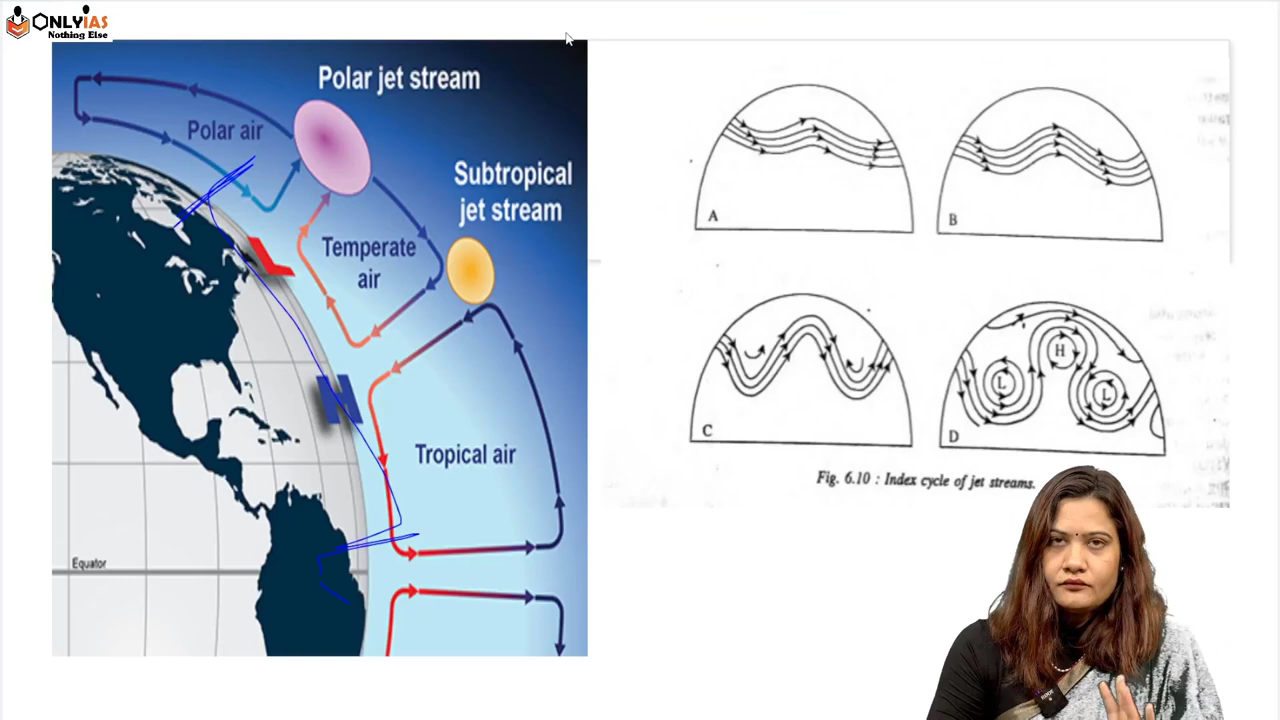 ONLYIAS
Nothing Else
Polar jet stream
Polar air
Subtropical
jet stream
Temperate
air
L
H
Tropical air
Equator
A
B
C
L
H
L
D
Fig. 6.10 : Index cycle of jet streams.